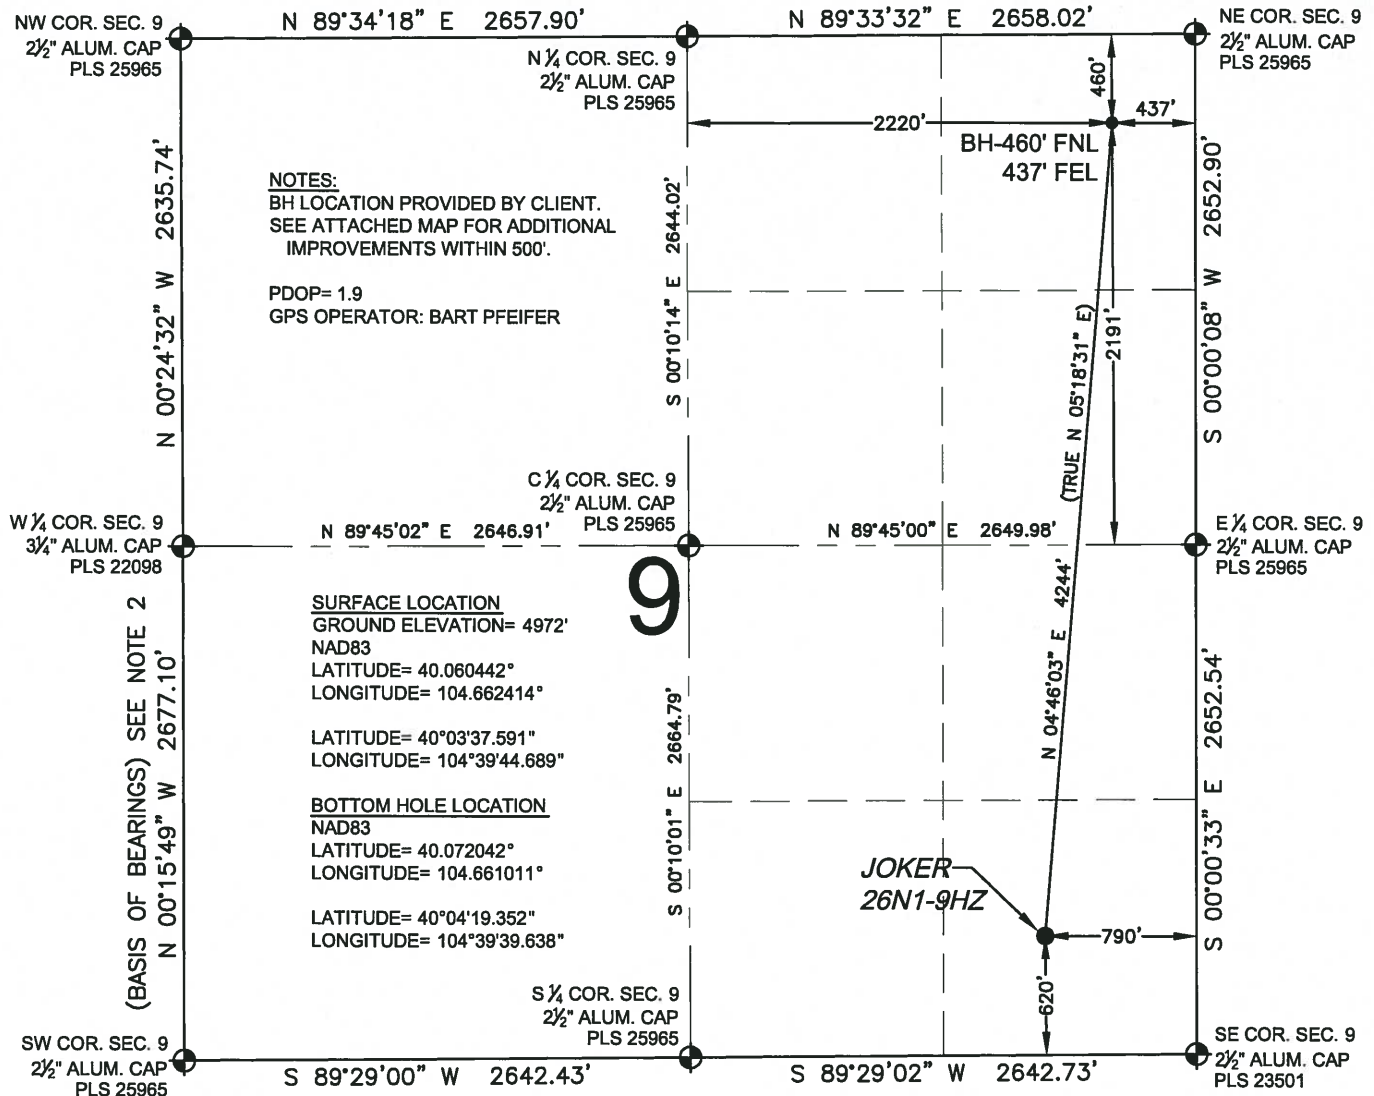 NW COR. SEC. 9
2½" ALUM. CAP
PLS 25965
N 89°34'18" E 2657.90'
N ¼ COR. SEC. 9
2½" ALUM. CAP
PLS 25965
N 89°33'32" E 2658.02'
NE COR. SEC. 9
2½" ALUM. CAP
PLS 25965
460'
437'
2220'
BH-460' FNL
437' FEL
N 00°24'32" W 2635.74'
NOTES:
BH LOCATION PROVIDED BY CLIENT.
SEE ATTACHED MAP FOR ADDITIONAL
IMPROVEMENTS WITHIN 500'.
PDOP= 1.9
GPS OPERATOR: BART PFEIFER
S 00°10'14" E 2644.02'
(TRUE N 05°18'31" E)
2191'
S 00°00'08" W 2652.90'
C ¼ COR. SEC. 9
2½" ALUM. CAP
PLS 25965
W ¼ COR. SEC. 9
3¼" ALUM. CAP
PLS 22098
N 89°45'02" E 2646.91'
N 89°45'00" E 2649.98'
E ¼ COR. SEC. 9
2½" ALUM. CAP
PLS 25965
9
(BASIS OF BEARINGS) SEE NOTE 2
N 00°15'49" W 2677.10'
SURFACE LOCATION
GROUND ELEVATION= 4972'
NAD83
LATITUDE= 40.060442°
LONGITUDE= 104.662414°
LATITUDE= 40°03'37.591"
LONGITUDE= 104°39'44.689"
BOTTOM HOLE LOCATION
NAD83
LATITUDE= 40.072042°
LONGITUDE= 104.661011°
LATITUDE= 40°04'19.352"
LONGITUDE= 104°39'39.638"
S 00°10'01" E 2664.79'
N 04°46'03" E 4244'
S 00°00'33" E 2652.54'
JOKER
26N1-9HZ
790'
620'
SW COR. SEC. 9
2½" ALUM. CAP
PLS 25965
S 89°29'00" W 2642.43'
S ¼ COR. SEC. 9
2½" ALUM. CAP
PLS 25965
S 89°29'02" W 2642.73'
SE COR. SEC. 9
2½" ALUM. CAP
PLS 23501